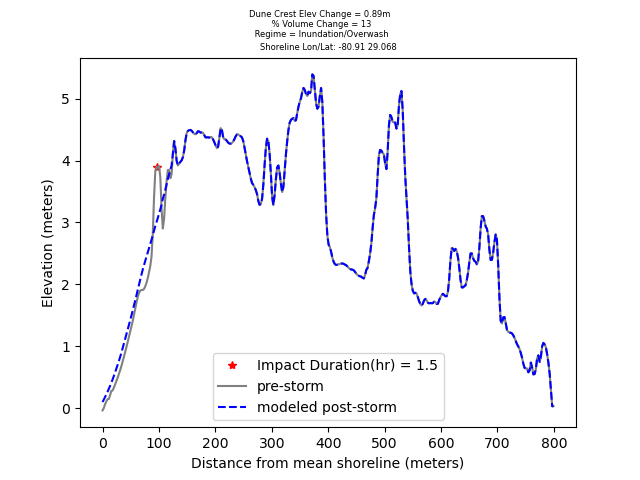 Dune Crest Elev Change = 0.89m
% Volume Change = 13
Regime = Inundation/Overwash
Shoreline Lon/Lat: -80.91 29.068
Elevation (meters)
5
4
3
2
1
0
Impact Duration(hr) = 1.5
pre-storm
modeled post-storm
0 100 200 300 400 500 600 700 800
Distance from mean shoreline (meters)